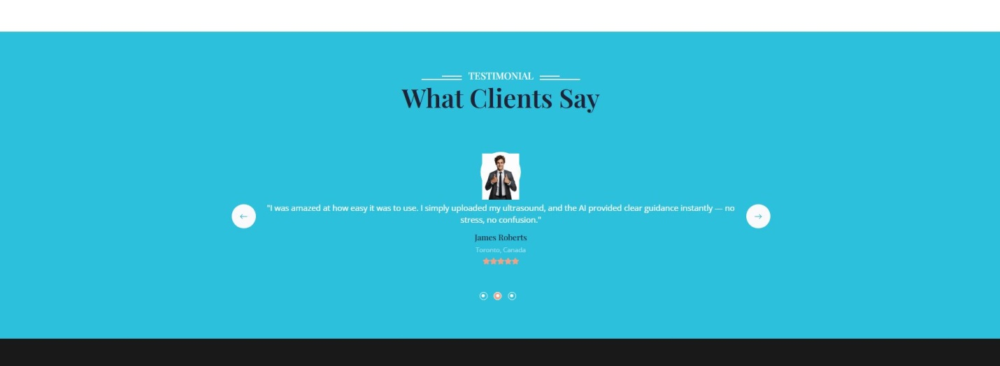 TESTIMONIAL
What Clients Say
"I was amazed at how easy it was to use. I simply uploaded my ultrasound, and the AI provided clear guidance instantly — no
stress, no confusion."
James Roberts
Toronto, Canada